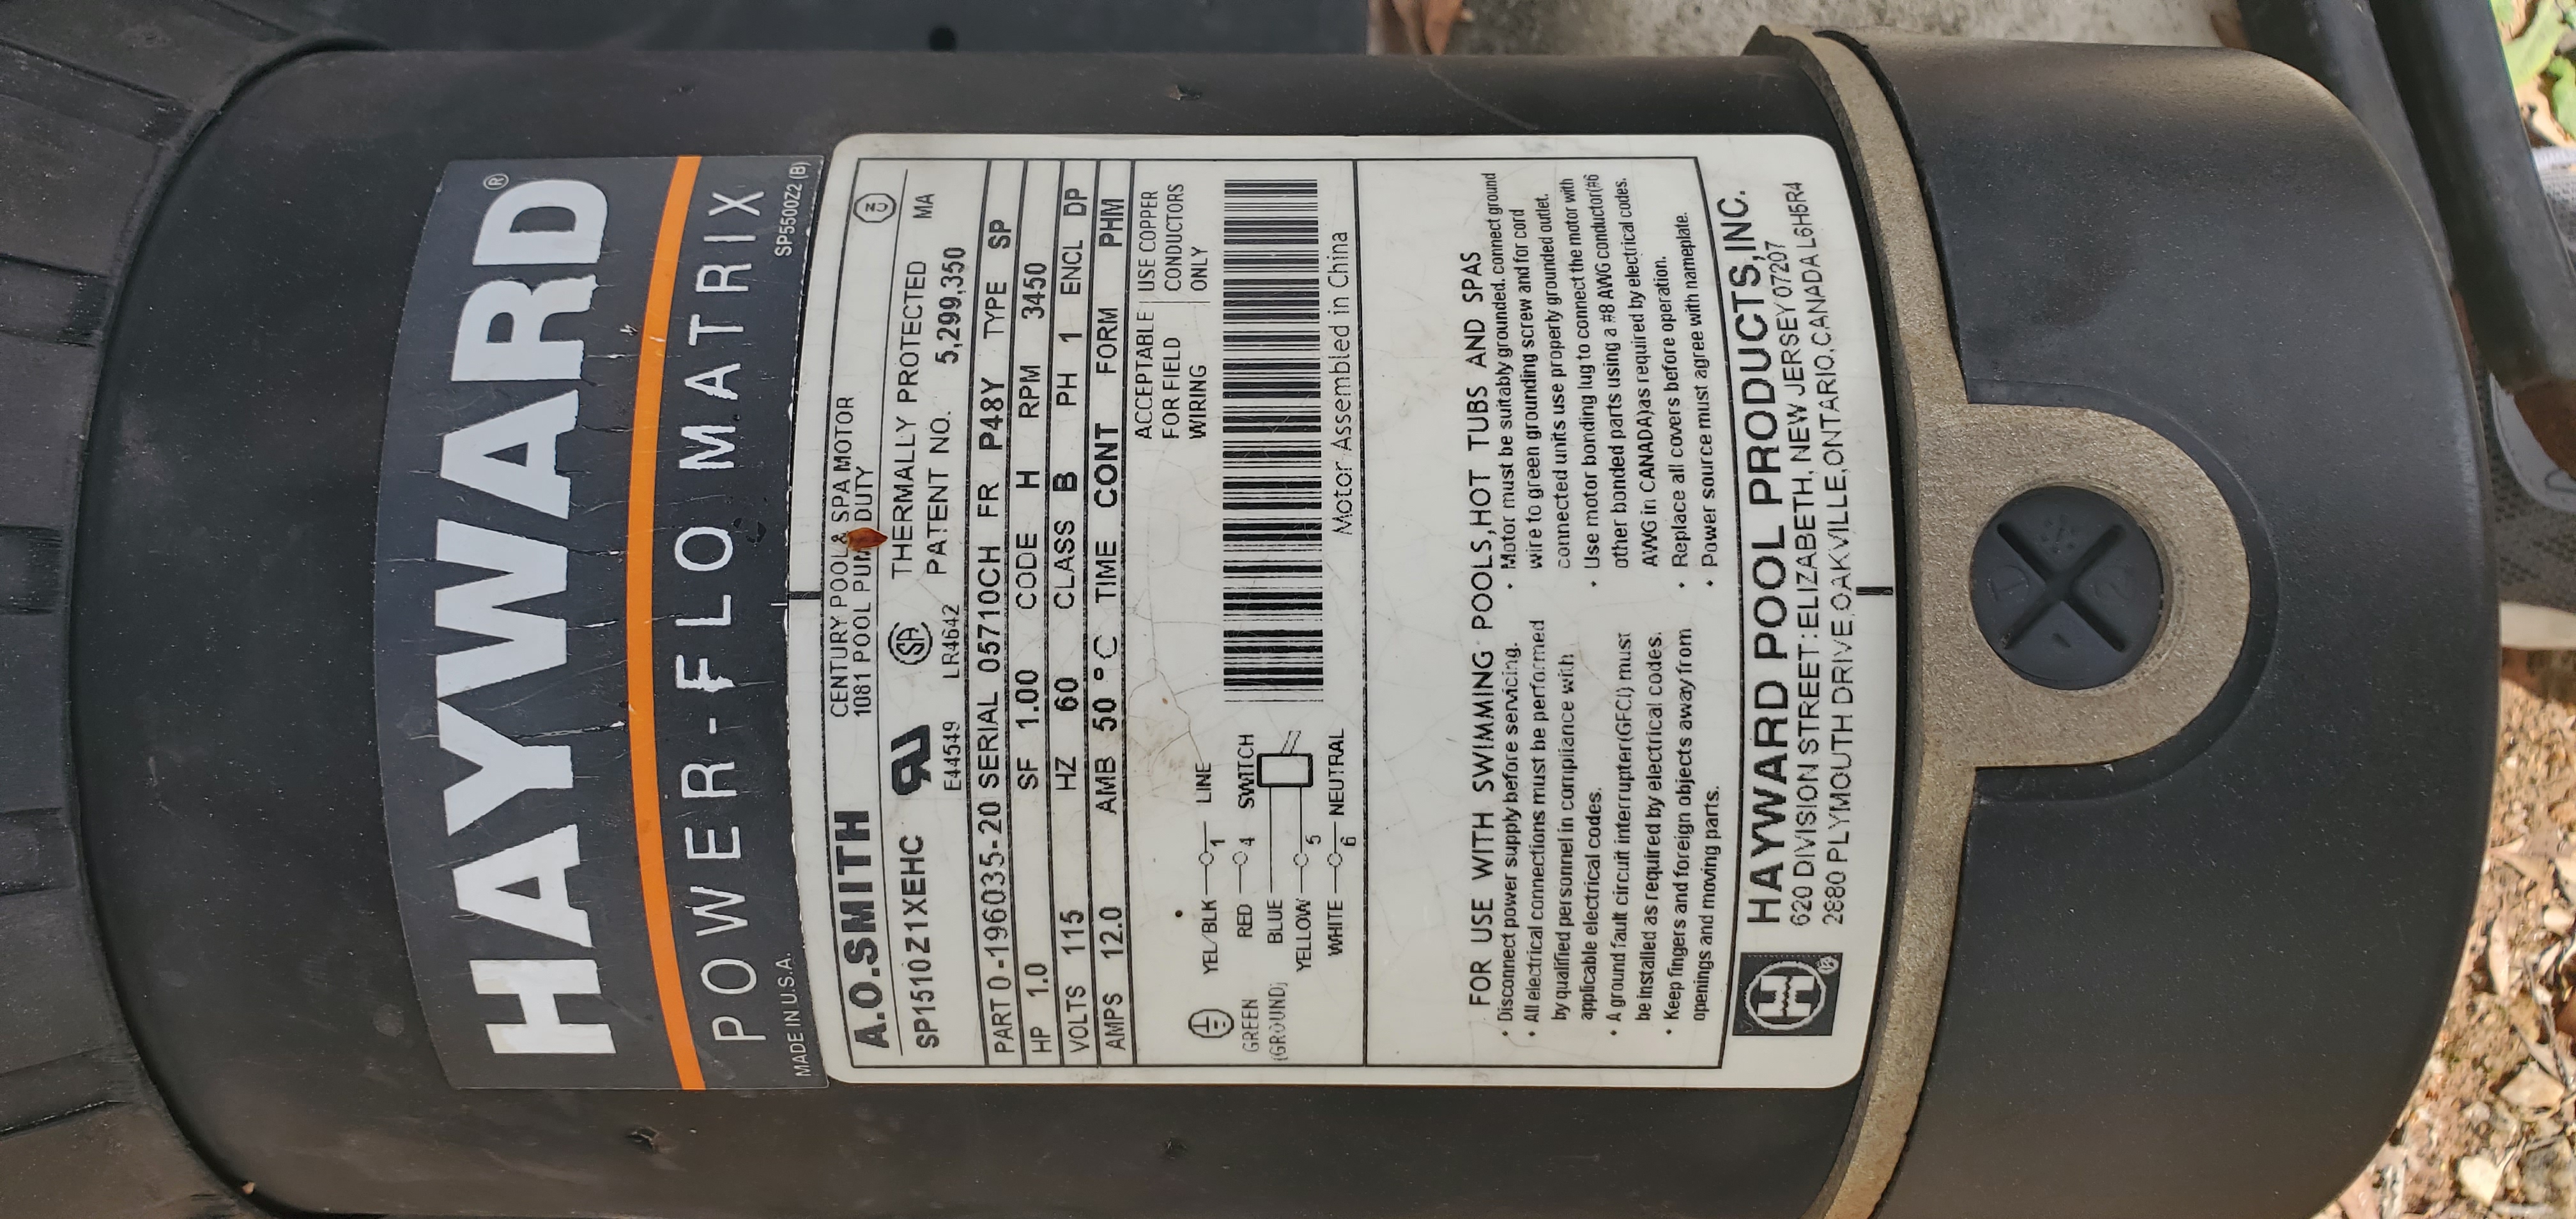 HAYWARD®
POWER-FLO MATRIX
MADE IN U.S.A. SP5500Z2 (B)
A.O.SMITH CENTURY POOL & SPA MOTOR
1081 POOL PUMP DUTY
SP1510Z1XEHC THERMALLY PROTECTED MA
E44549 LR4642 PATENT NO. 5,299,350
PART 0-196035-20 SERIAL 05710CH FR P48Y TYPE SP
HP 1.0 SF 1.00 CODE H RPM 3450
VOLTS 115 HZ 60 CLASS B PH 1 ENCL DP
AMPS 12.0 AMB 50 °C TIME CONT FORM PHM
ACCEPTABLE
FOR FIELD
WIRING
USE COPPER
CONDUCTORS
ONLY
GREEN
(GROUND)
YEL/BLK 1 LINE
RED 4 SWITCH
BLUE
YELLOW 5
WHITE 6 NEUTRAL
Motor Assembled in China
FOR USE WITH SWIMMING POOLS, HOT TUBS AND SPAS
• Disconnect power supply before servicing.
• All electrical connections must be performed
by qualified personnel in compliance with
applicable electrical codes.
• A ground fault circuit interrupter(GFCI) must
be installed as required by electrical codes.
• Keep fingers and foreign objects away from
openings and moving parts.
• Motor must be suitably grounded. connect ground
wire to green grounding screw and for cord
connected units use properly grounded outlet.
• Use motor bonding lug to connect the motor with
other bonded parts using a #8 AWG conductor(#6
AWG in CANADA)as required by electrical codes.
• Replace all covers before operation.
• Power source must agree with nameplate.
H®
HAYWARD POOL PRODUCTS,INC.
620 DIVISION STREET:ELIZABETH, NEW JERSEY 07207
2880 PLYMOUTH DRIVE,OAKVILLE,ONTARIO,CANADA L6H5R4